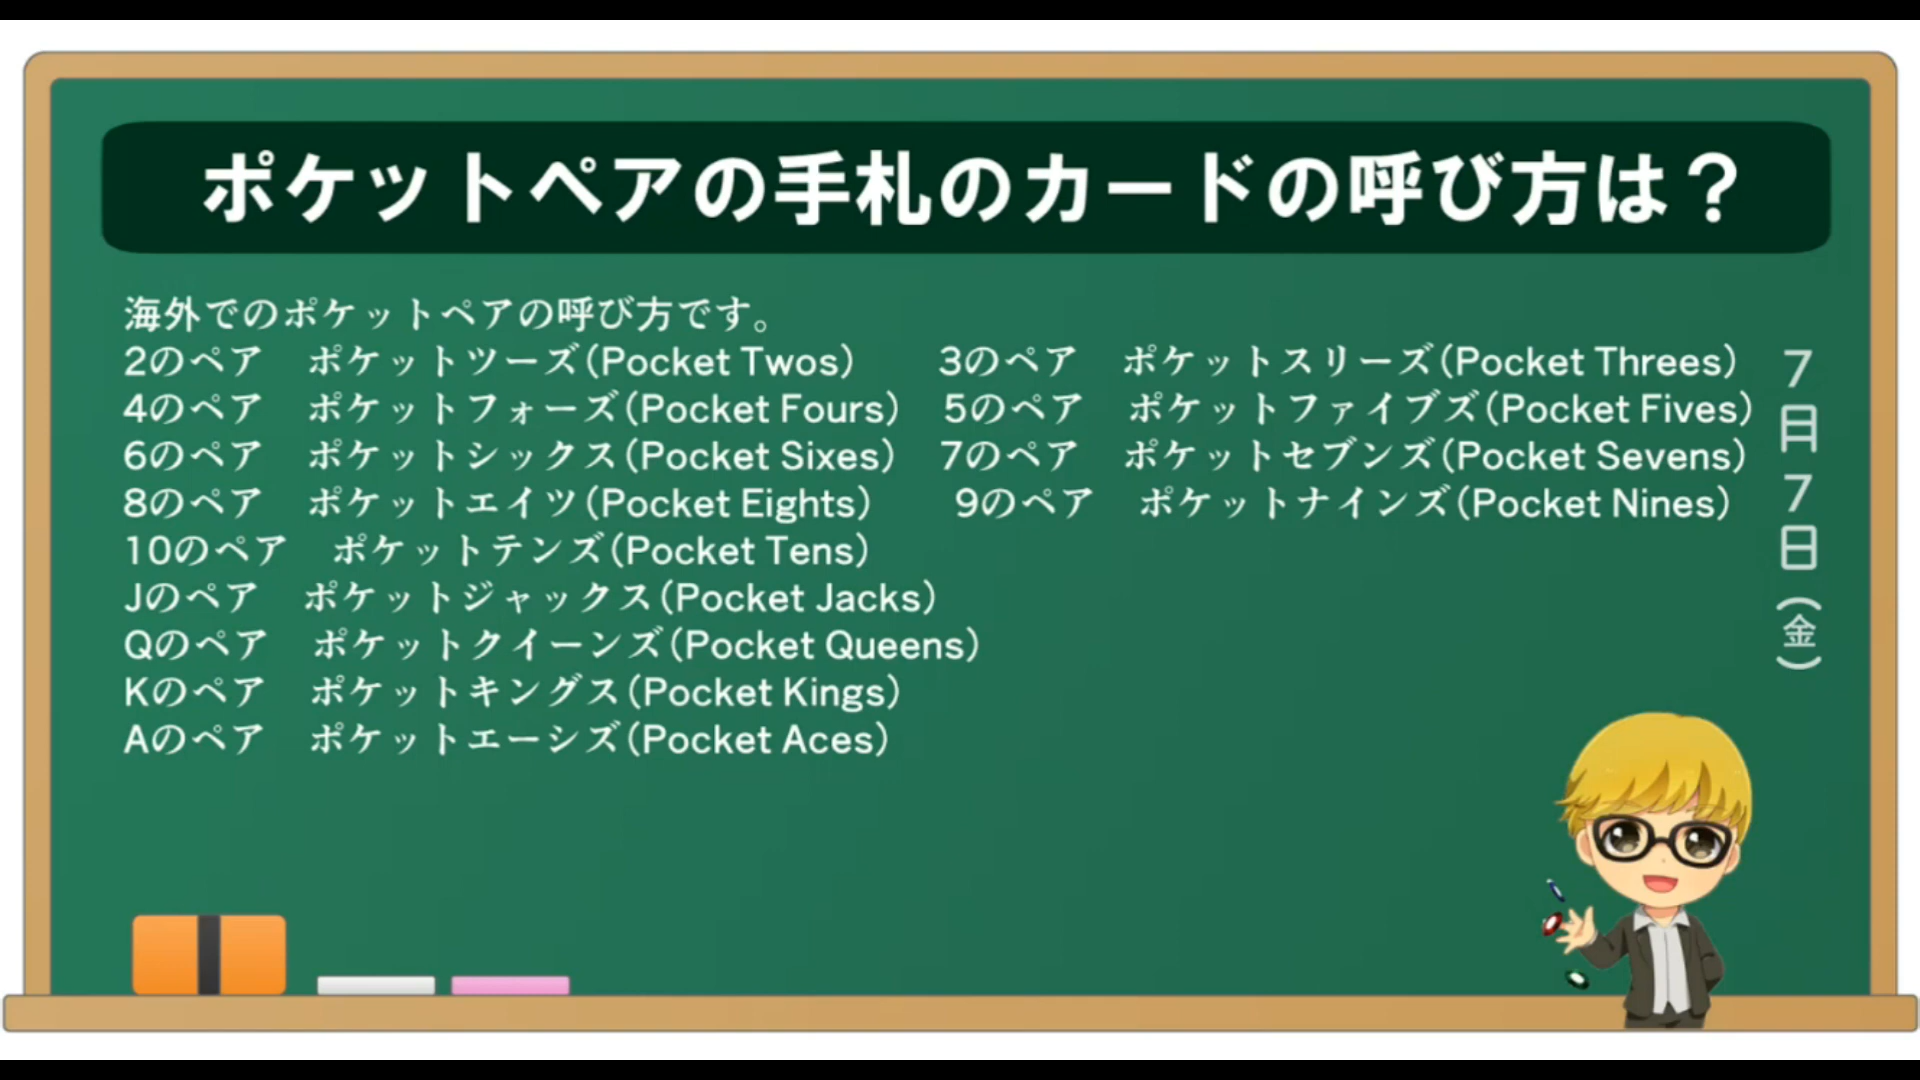 ポケットペアの手札のカードの呼び方は？
海外でのポケットペアの呼び方です。
2のペア　ポケットツーズ(Pocket Twos)　3のペア　ポケットスリーズ(Pocket Threes)
4のペア　ポケットフォーズ(Pocket Fours)　5のペア　ポケットファイブズ(Pocket Fives)
6のペア　ポケットシックス(Pocket Sixes)　7のペア　ポケットセブンズ(Pocket Sevens)
8のペア　ポケットエイツ(Pocket Eights)　9のペア　ポケットナインズ(Pocket Nines)
10のペア　ポケットテンズ(Pocket Tens)
Jのペア　ポケットジャックス(Pocket Jacks)
Qのペア　ポケットクイーンズ(Pocket Queens)
Kのペア　ポケットキングス(Pocket Kings)
Aのペア　ポケットエーシズ(Pocket Aces)
7日7日(金)